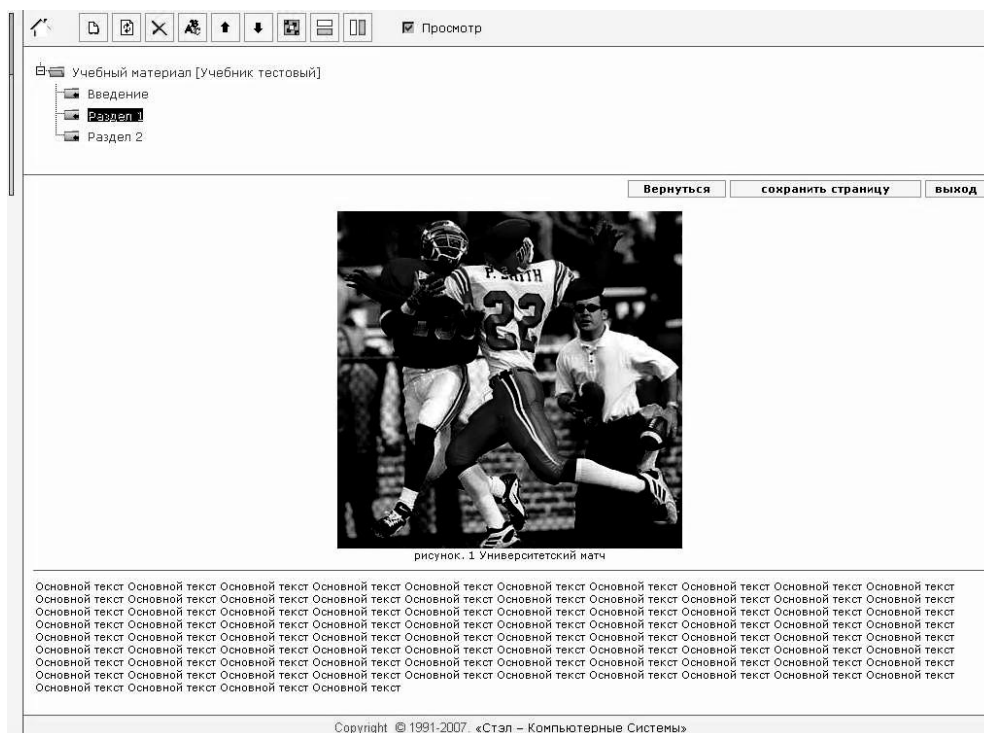 Просмотр
Учебный материал [Учебник тестовый]
Введение
Раздел 1
Раздел 2
Вернуться сохранить страницу выход
P. SMITH
22
рисунок. 1 Университетский матч
Основной текст Основной текст Основной текст Основной текст Основной текст Основной текст Основной текст Основной текст Основной текст Основной текст
Основной текст Основной текст Основной текст Основной текст Основной текст Основной текст Основной текст Основной текст Основной текст Основной текст
Основной текст Основной текст Основной текст Основной текст Основной текст Основной текст Основной текст Основной текст Основной текст Основной текст
Основной текст Основной текст Основной текст Основной текст Основной текст Основной текст Основной текст Основной текст Основной текст Основной текст
Основной текст Основной текст Основной текст Основной текст Основной текст Основной текст Основной текст Основной текст Основной текст Основной текст
Основной текст Основной текст Основной текст Основной текст Основной текст Основной текст Основной текст Основной текст Основной текст Основной текст
Основной текст Основной текст Основной текст Основной текст Основной текст Основной текст Основной текст Основной текст Основной текст Основной текст
Основной текст Основной текст Основной текст Основной текст Основной текст Основной текст Основной текст Основной текст Основной текст Основной текст
Основной текст Основной текст Основной текст Основной текст
Copyright © 1991-2007. «Стэл – Компьютерные Системы»